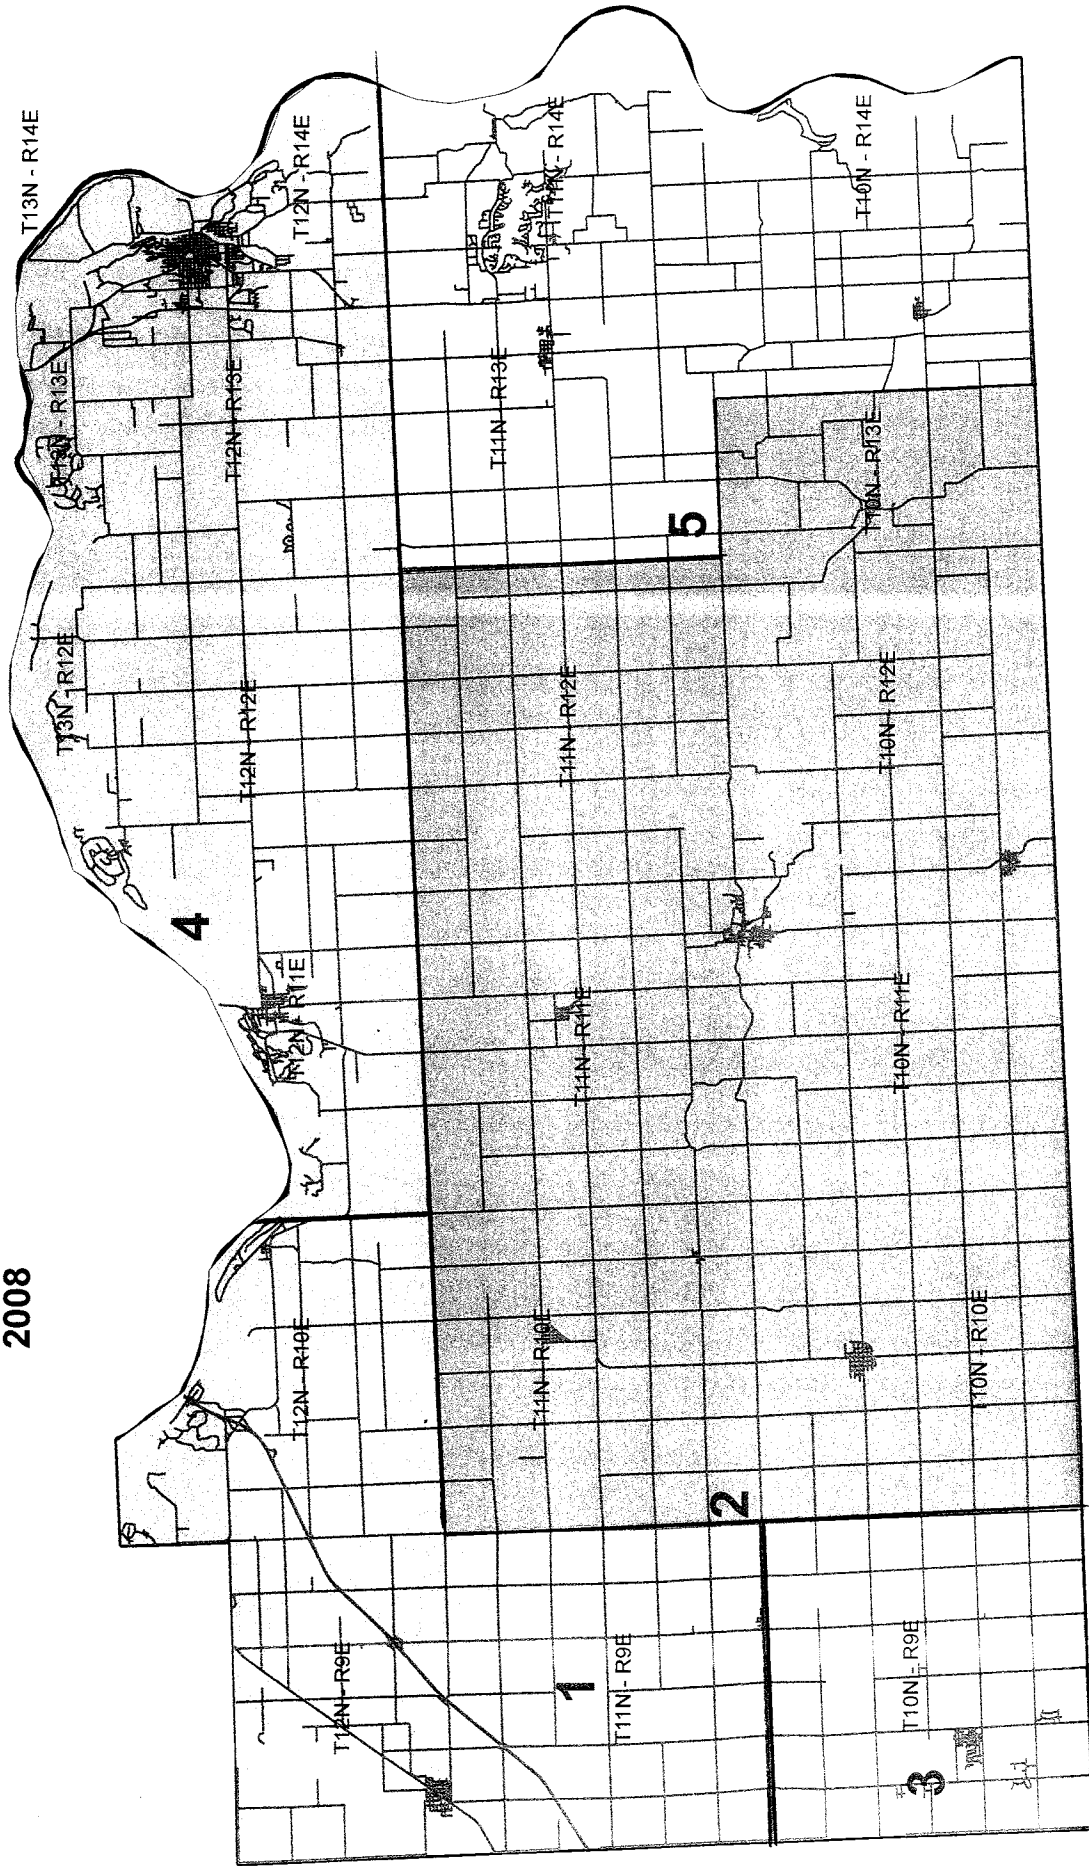 2008
T13N - R14E
T13N - R13E
T13N - R12E
T12N - R14E
T12N - R13E
T12N - R12E
T12N - R11E
T12N - R10E
T12N - R9E
4
T11N - R14E
T11N - R13E
T11N - R12E
T11N - R11E
T11N - R10E
T11N - R9E
5
2
1
T10N - R14E
T10N - R13E
T10N - R12E
T10N - R11E
T10N - R10E
T10N - R9E
3